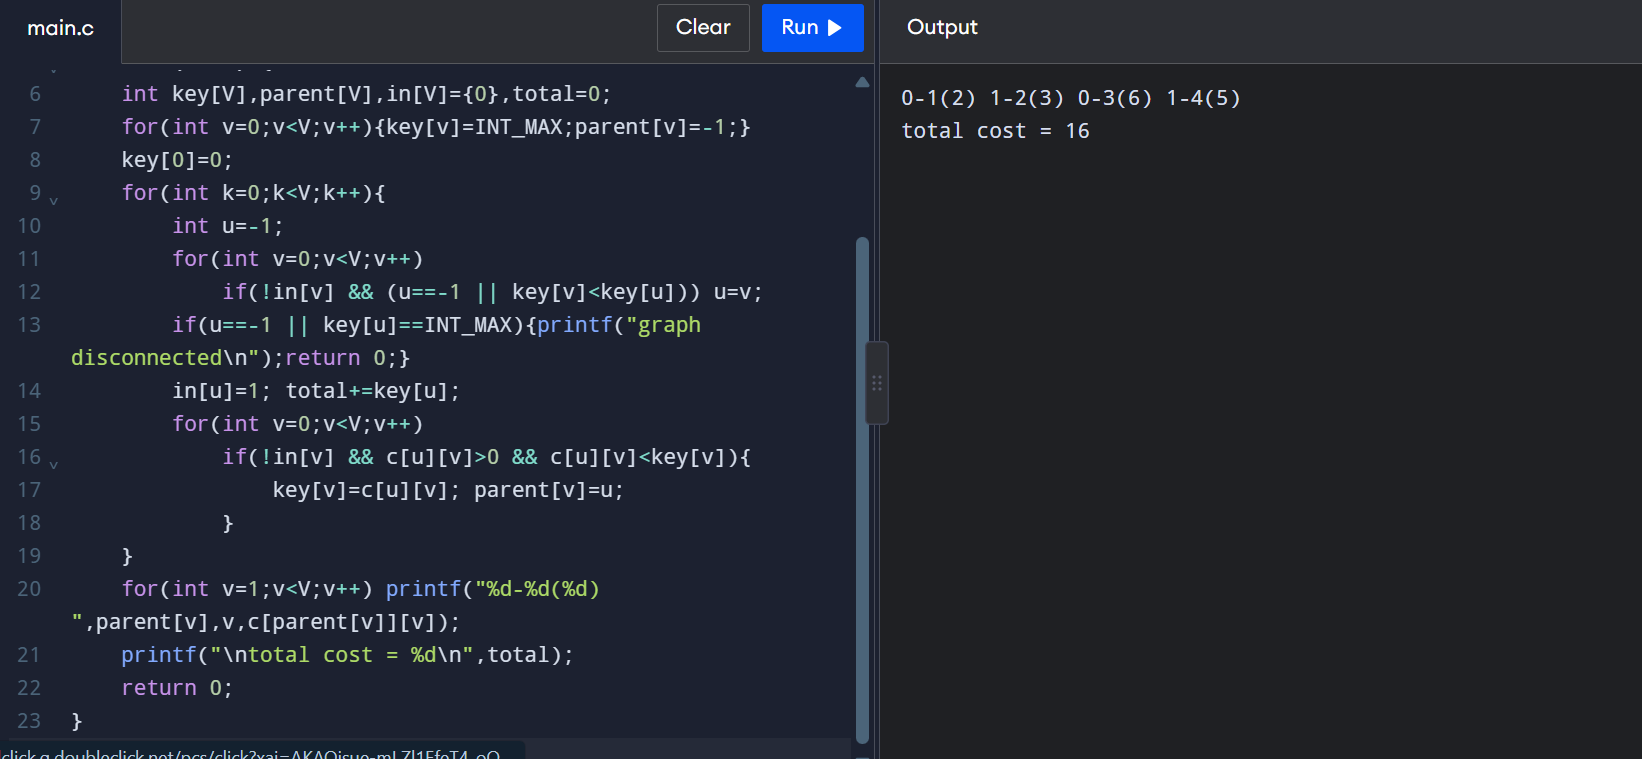 main.c
Clear
Run
Output
6 int key[V],parent[V],in[V]={0},total=0;
7 for(int v=0;v<V;v++){key[v]=INT_MAX;parent[v]=-1;}
8 key[0]=0;
9 for(int k=0;k<V;k++){
10 int u=-1;
11 for(int v=0;v<V;v++)
12 if(!in[v] && (u==-1 || key[v]<key[u])) u=v;
13 if(u==-1 || key[u]==INT_MAX){printf("graph
disconnected\n");return 0;}
14 in[u]=1; total+=key[u];
15 for(int v=0;v<V;v++)
16 if(!in[v] && c[u][v]>0 && c[u][v]<key[v]){
17 key[v]=c[u][v]; parent[v]=u;
18 }
19 }
20 for(int v=1;v<V;v++) printf("%d-%d(%d)
",parent[v],v,c[parent[v]][v]);
21 printf("\ntotal cost = %d\n",total);
22 return 0;
23 }
0-1(2) 1-2(3) 0-3(6) 1-4(5)
total cost = 16